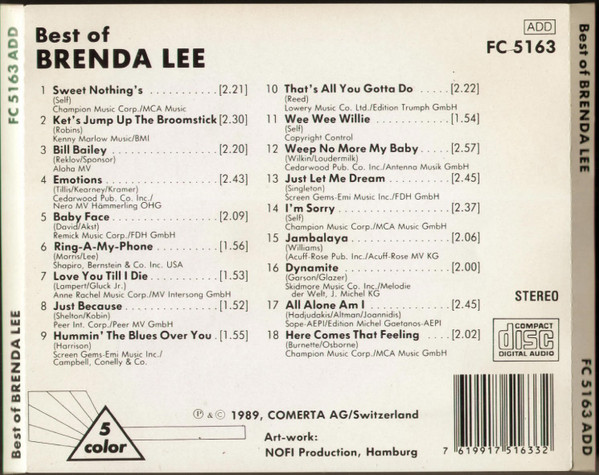 FC 5163 ADD
Best of BRENDA LEE
Best of
BRENDA LEE
ADD
FC 5163
1 Sweet Nothing's ......... [2.21]
(Self)
Champion Music Corp./MCA Music
2 Ket's Jump Up The Broomstick [2.30]
(Robins)
Kenny Marlow Music/BMI
3 Bill Bailey ............... [2.20]
(Reklov/Sponsor)
Aloha MV
4 Emotions ............... [2.43]
(Tillis/Kearney/Kramer)
Cedarwood Pub. Co. Inc./
Nero MV Hämmerling OHG
5 Baby Face .............. [2.09]
(David/Akst)
Remick Music Corp./FDH GmbH
6 Ring-A-My-Phone ........ [1.56]
(Morris/Lee)
Shapiro, Bernstein & Co. Inc. USA
7 Love You Till I Die ......... [1.53]
(Lampert/Gluck Jr.)
Anne Rachel Music Corp./MV Intersong GmbH
8 Just Because ............ [1.52]
(Shelton/Kobin)
Peer Int. Corp./Peer MV GmbH
9 Hummin' The Blues Over You . [1.55]
(Harrison)
Screen Gems-Emi Music Inc./
Campbell, Conelly & Co.
10 That's All You Gotta Do ...... [2.22]
(Reed)
Lowery Music Co. Ltd./Edition Trumph GmbH
11 Wee Wee Willie ........... [1.54]
(Self)
Copyright Control
12 Weep No More My Baby ..... [2.57]
(Wilkin/Loudermilk)
Cedarwood Pub. Co. Inc./Antenna Musik GmbH
13 Just Let Me Dream ......... [2.45]
(Singleton)
Screen Gems-Emi Music Inc./FDH GmbH
14 I'm Sorry ................ [2.37]
(Self)
Champion Music Corp./MCA Music GmbH
15 Jambalaya ............... [2.06]
(Williams)
Acuff-Rose Pub. Inc./Acuff-Rose MV KG
16 Dynamite ................ [2.00]
(Garson/Glazer)
Skidmore Music Co. Inc./Melodie
der Welt, J. Michel KG
17 All Alone Am I ............ [2.45]
(Hadjudakis/Altman/Joannidis)
Sope-AEPI/Edition Michael Gaetanos-AEPI
18 Here Comes That Feeling .... [2.02]
(Burnette/Osborne)
Champion Music Corp./MCA Music GmbH
STEREO
COMPACT
disc
DIGITAL AUDIO
5
color
℗ & © 1989, COMERTA AG/Switzerland
Art-work:
NOFI Production, Hamburg
7 619917 516332
Best of BRENDA LEE
FC 5163 ADD